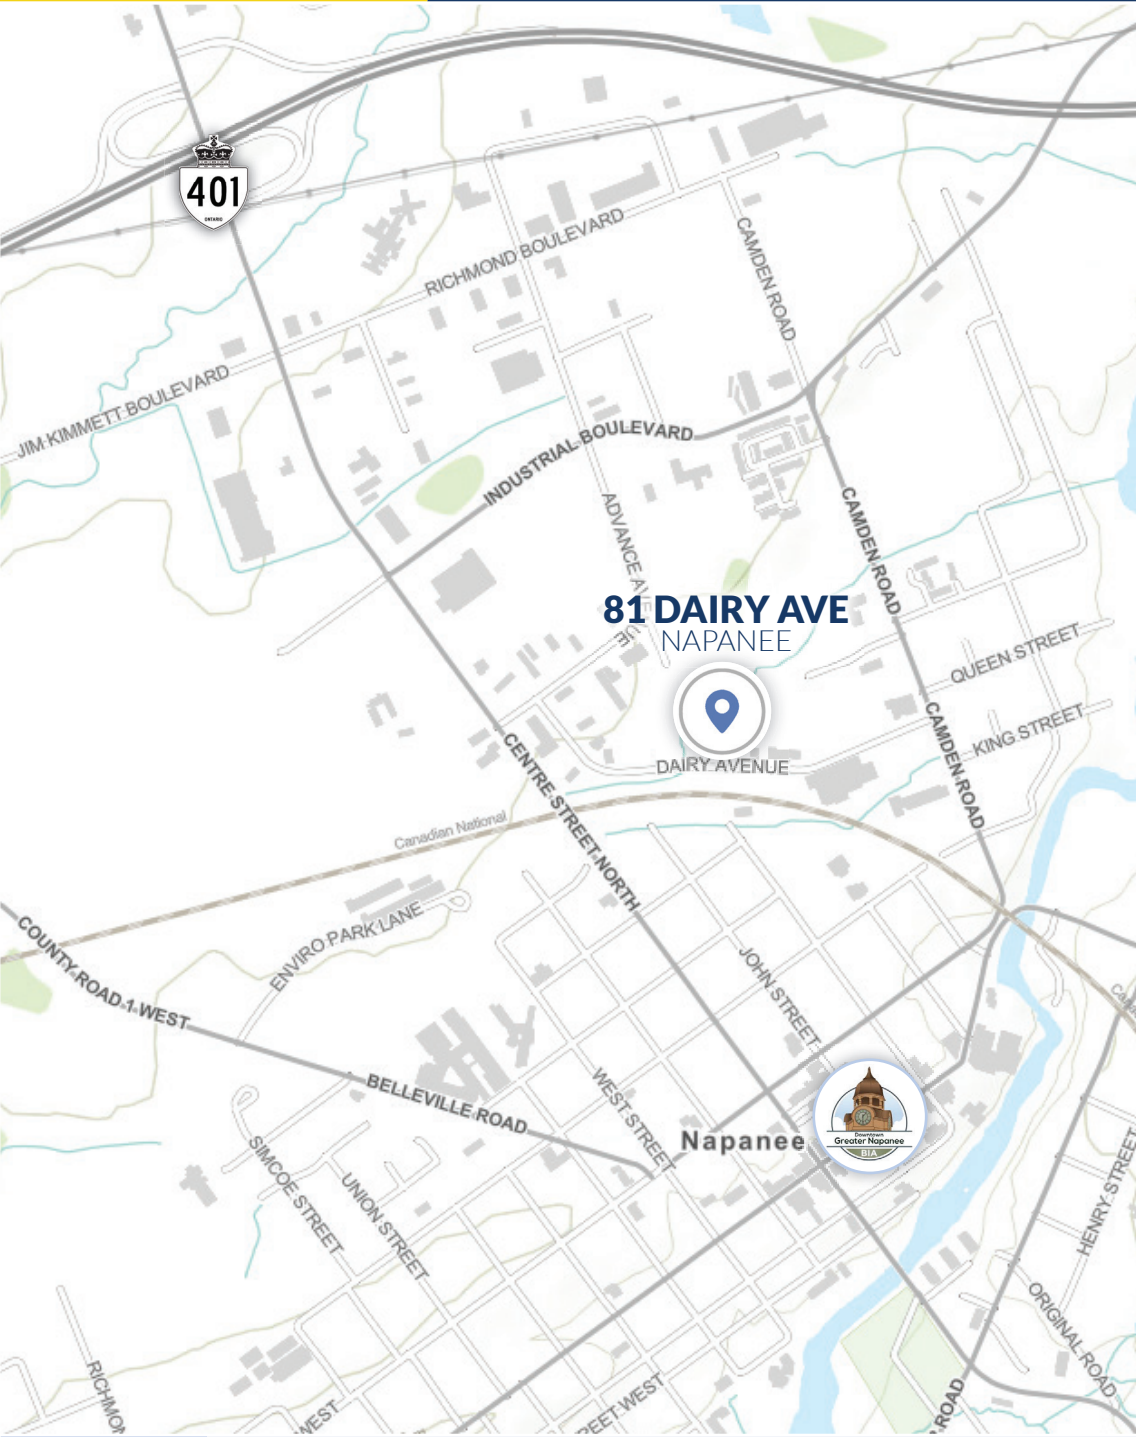 401
ONTARIO
RICHMOND BOULEVARD
CAMDEN ROAD
JIM KIMMETT BOULEVARD
INDUSTRIAL BOULEVARD
ADVANCE AVE
CAMDEN ROAD
81 DAIRY AVE
NAPANEE
QUEEN STREET
CAMDEN ROAD
KING STREET
DAIRY AVENUE
CENTRE STREET NORTH
Canadian National
ENVIRO PARK LANE
COUNTY ROAD 1 WEST
JOHN STREET
BELLEVILLE ROAD
WEST STREET
Napanee
Downtown
Greater Napanee
BIA
SIMCOE STREET
UNION STREET
HENRY STREET
ORIGINAL ROAD
RICHMON
WEST
REET WEST
ROAD